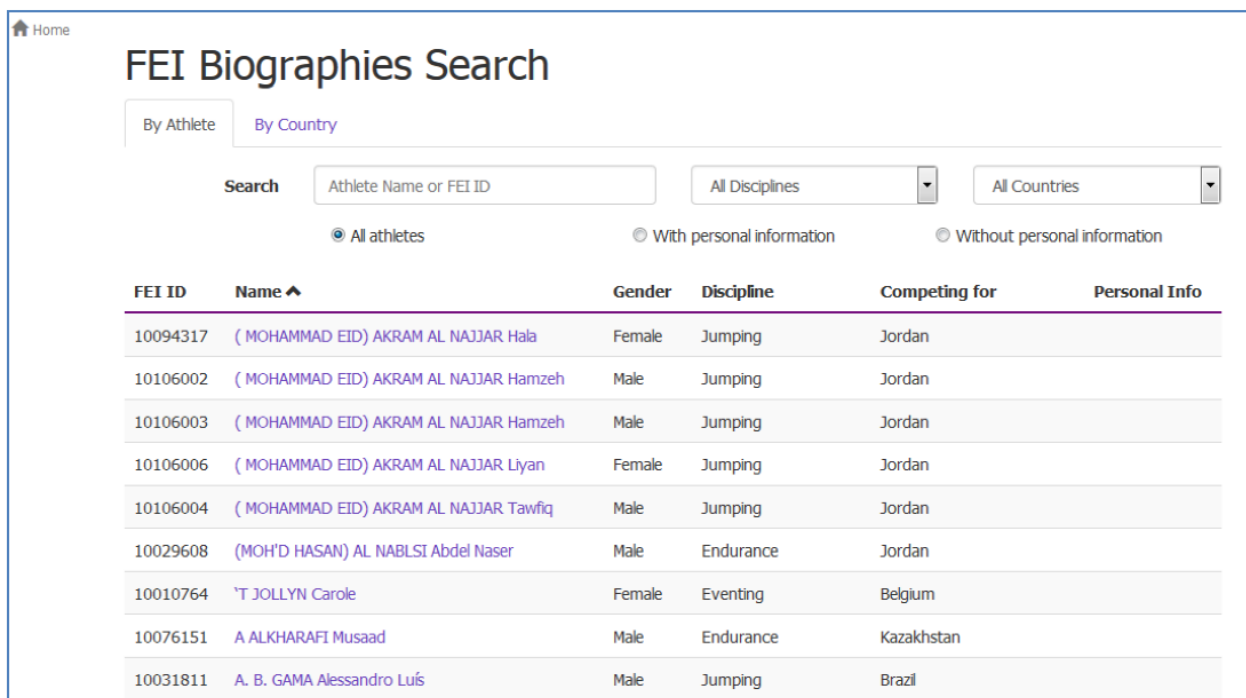 Home
FEI Biographies Search
By Athlete By Country
Search Athlete Name or FEI ID All Disciplines All Countries
All athletes With personal information Without personal information
FEI ID Name Gender Discipline Competing for Personal Info
10094317 ( MOHAMMAD EID) AKRAM AL NAJJAR Hala Female Jumping Jordan
10106002 ( MOHAMMAD EID) AKRAM AL NAJJAR Hamzeh Male Jumping Jordan
10106003 ( MOHAMMAD EID) AKRAM AL NAJJAR Hamzeh Male Jumping Jordan
10106006 ( MOHAMMAD EID) AKRAM AL NAJJAR Liyan Female Jumping Jordan
10106004 ( MOHAMMAD EID) AKRAM AL NAJJAR Tawfiq Male Jumping Jordan
10029608 (MOH'D HASAN) AL NABLSI Abdel Naser Male Endurance Jordan
10010764 `T JOLLYN Carole Female Eventing Belgium
10076151 A ALKHARAFI Musaad Male Endurance Kazakhstan
10031811 A. B. GAMA Alessandro Luís Male Jumping Brazil